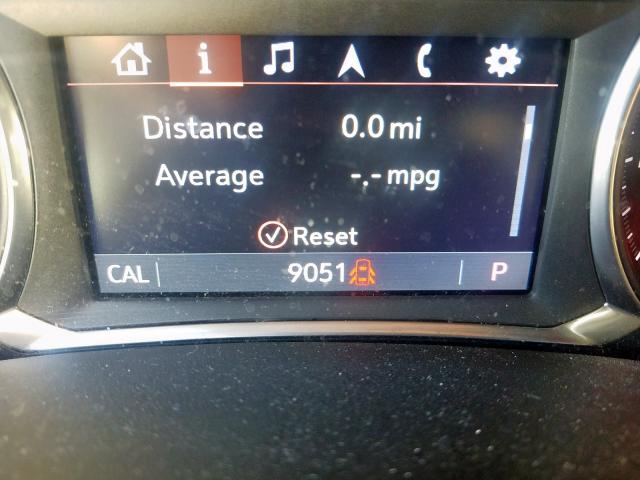 Distance 0.0 mi
Average -.- mpg
Reset
CAL 9051 P